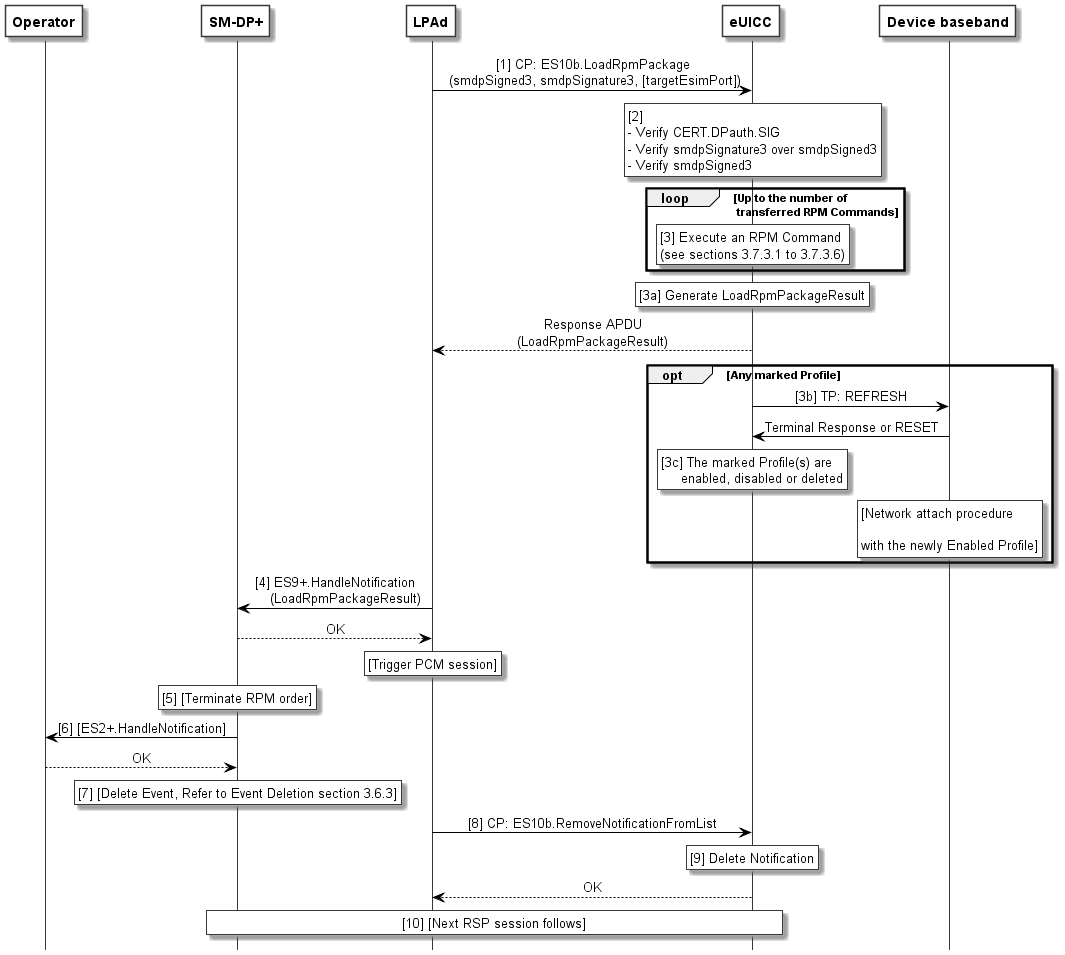 Operator
SM-DP+
LPAd
eUICC
Device baseband
[1] CP: ES10b.LoadRpmPackage
(smdpSigned3, smdpSignature3, [targetEsimPort])
[2]
- Verify CERT.DPauth.SIG
- Verify smdpSignature3 over smdpSigned3
- Verify smdpSigned3
loop
[Up to the number of
transferred RPM Commands]
[3] Execute an RPM Command
(see sections 3.7.3.1 to 3.7.3.6)
[3a] Generate LoadRpmPackageResult
Response APDU
(LoadRpmPackageResult)
opt
[Any marked Profile]
[3b] TP: REFRESH
Terminal Response or RESET
[3c] The marked Profile(s) are
enabled, disabled or deleted
[Network attach procedure
with the newly Enabled Profile]
[4] ES9+.HandleNotification
(LoadRpmPackageResult)
OK
[Trigger PCM session]
[5] [Terminate RPM order]
[6] [ES2+.HandleNotification]
OK
[7] [Delete Event, Refer to Event Deletion section 3.6.3]
[8] CP: ES10b.RemoveNotificationFromList
[9] Delete Notification
OK
[10] [Next RSP session follows]